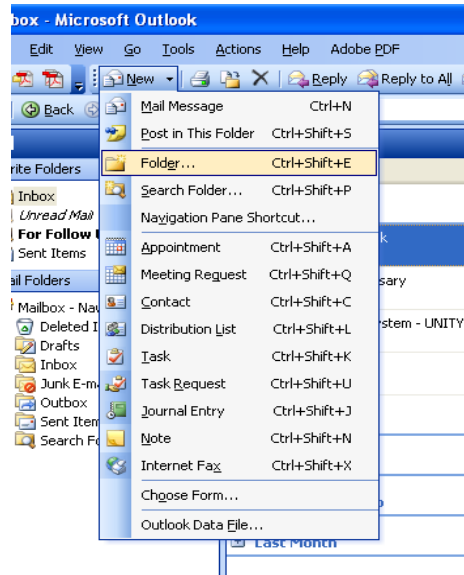 box - Microsoft Outlook
Edit View Go Tools Actions Help Adobe PDF
New Reply Reply to All
Back
Mail Message Ctrl+N
Post in This Folder Ctrl+Shift+S
rite Folders
Folder... Ctrl+Shift+E
Inbox
Search Folder... Ctrl+Shift+P
Unread Mail
Navigation Pane Shortcut...
For Follow U
k
Sent Items
Appointment Ctrl+Shift+A
ail Folders
Meeting Request Ctrl+Shift+Q
sary
Mailbox - Nav
Contact Ctrl+Shift+C
Deleted I
Distribution List Ctrl+Shift+L
stem - UNITY
Drafts
Task Ctrl+Shift+K
Inbox
Junk E-ma
Task Request Ctrl+Shift+U
Outbox
Journal Entry Ctrl+Shift+J
Sent Item
Note Ctrl+Shift+N
Search Fo
Internet Fax Ctrl+Shift+X
Choose Form...
Outlook Data File...
Last Month